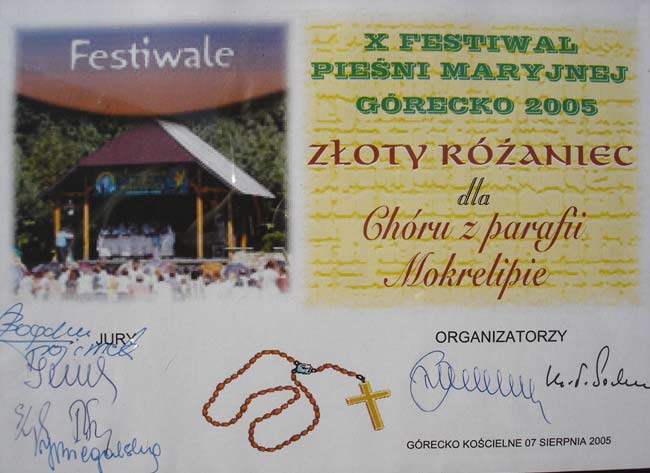 Festiwale
X FESTIWAL
PIEŚNI MARYJNEJ
GÓRECKO 2005
ZŁOTY RÓŻANIEC
dla
Chóru z parafii
Mokrelipie
JURY
ORGANIZATORZY
GÓRECKO KOŚCIELNE 07 SIERPNIA 2005